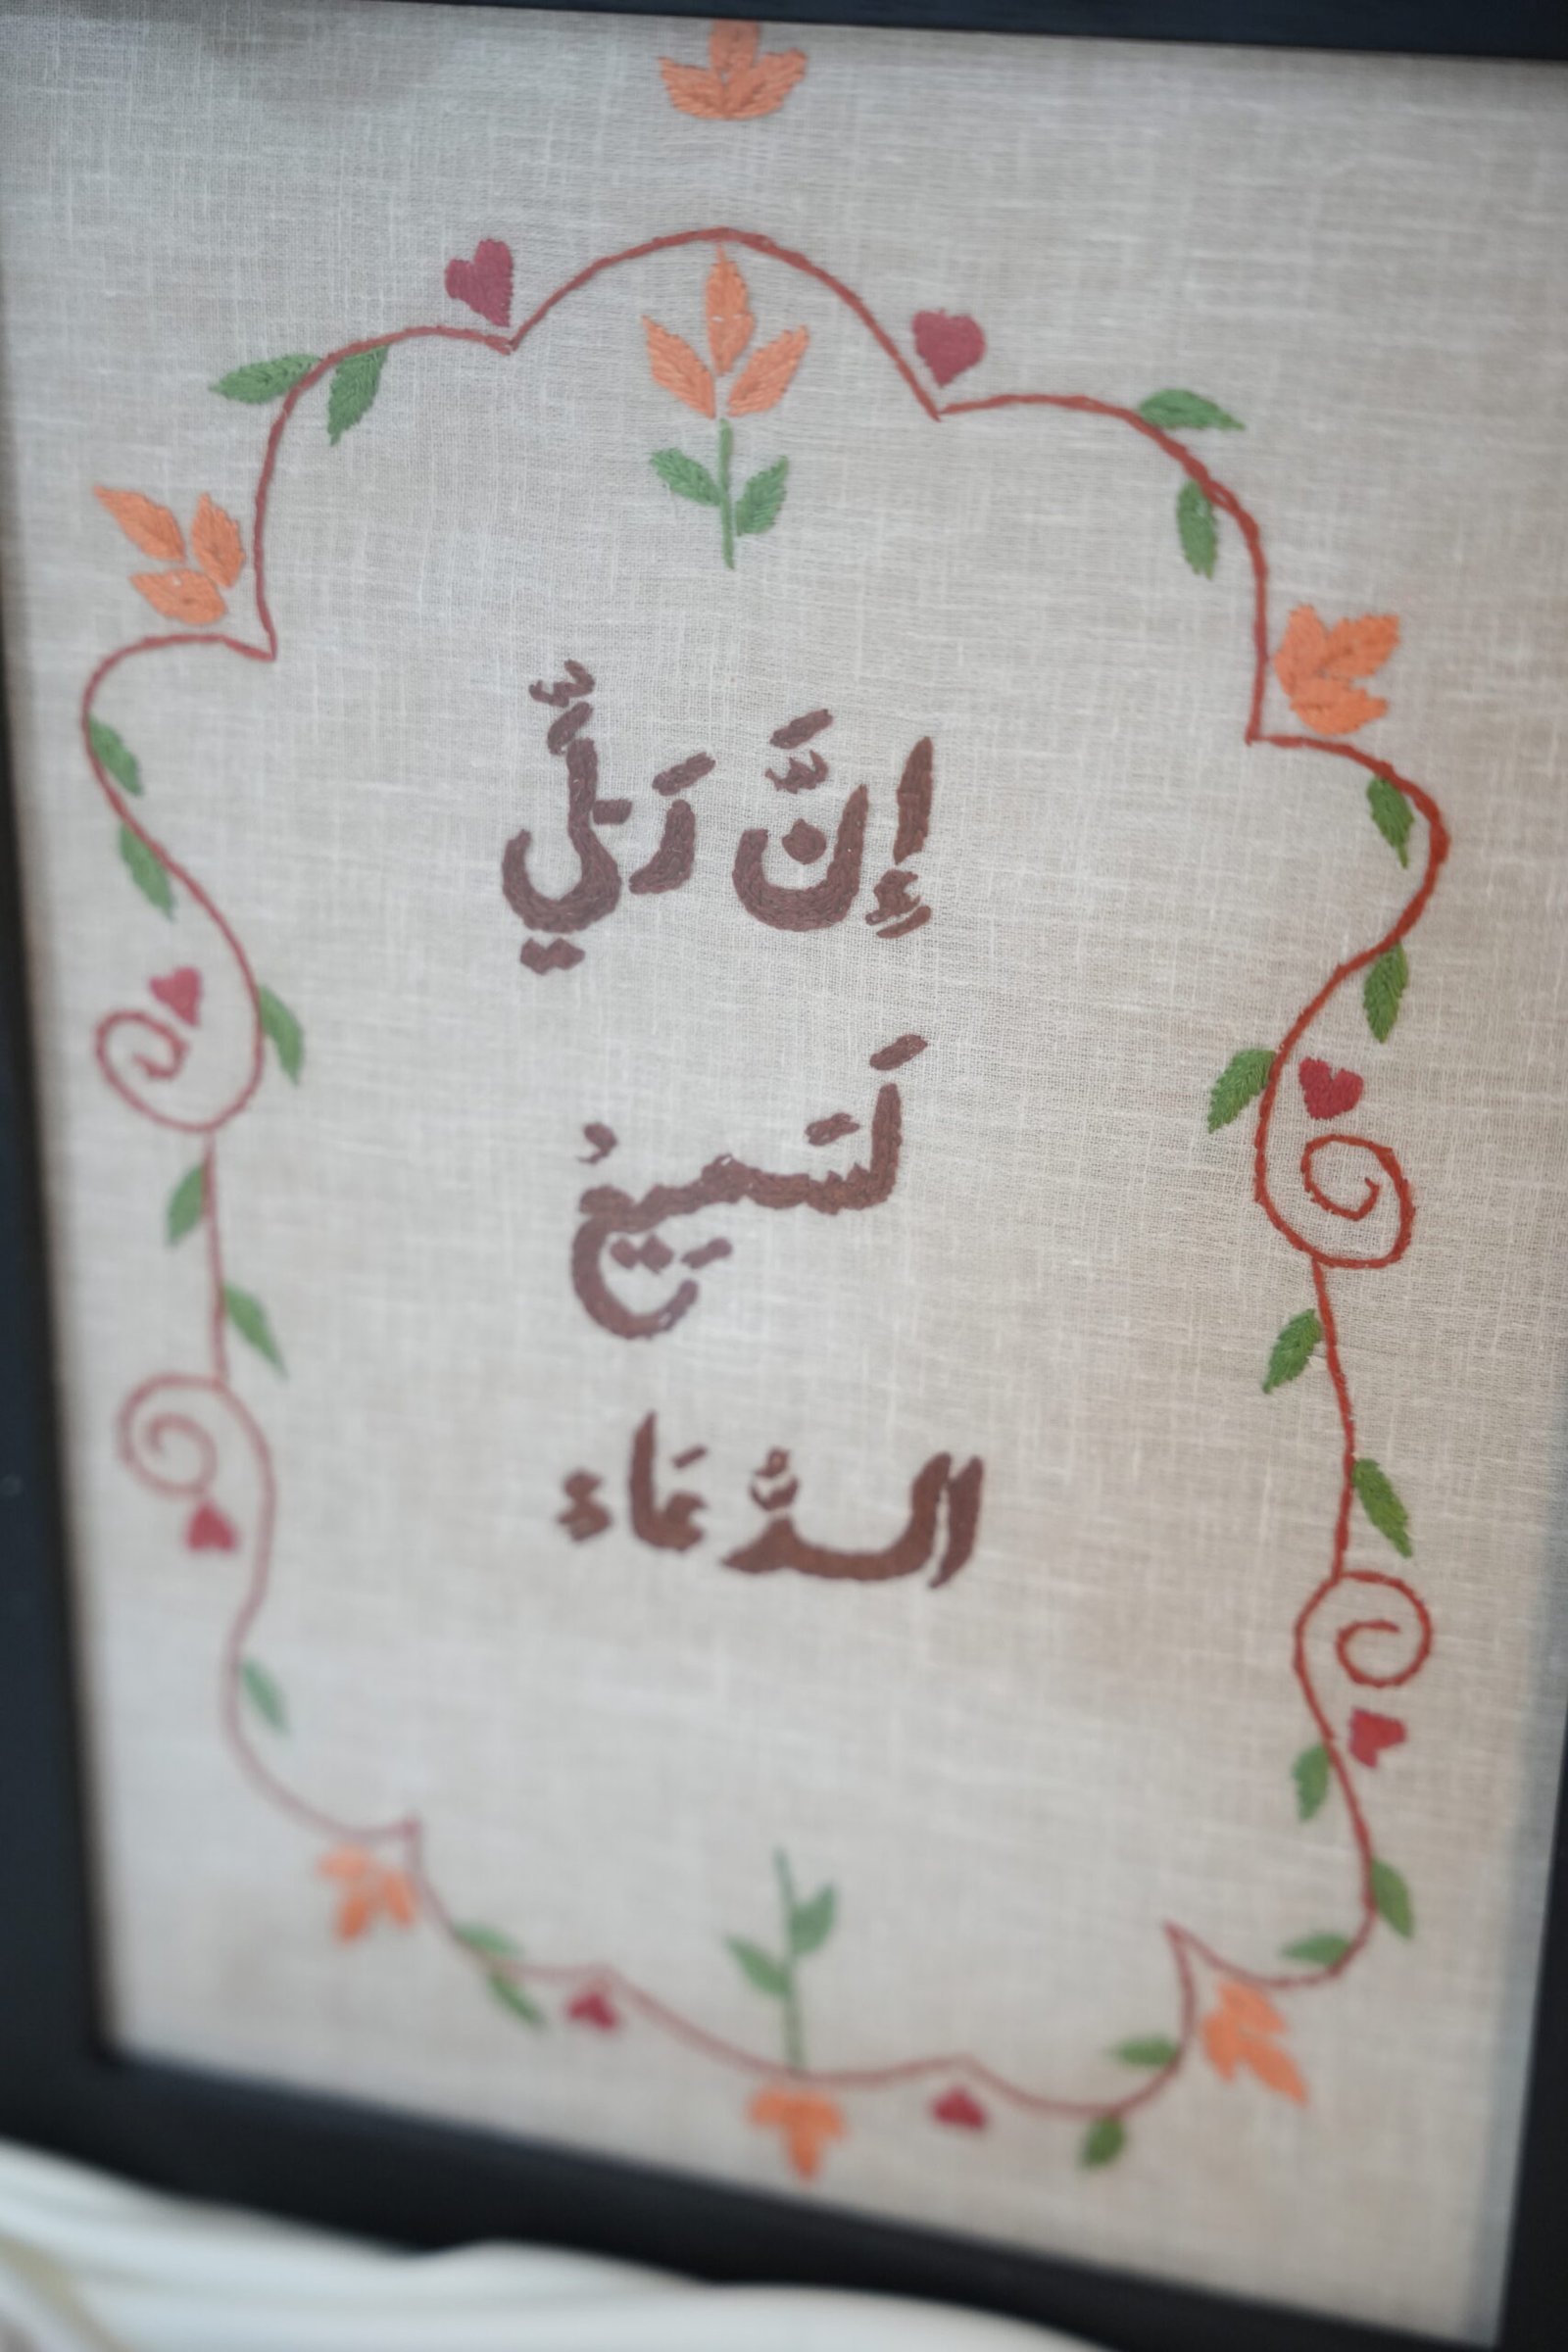 إِنَّ رَبِّي
لَسَمِيعُ
الدُّعَاءِ